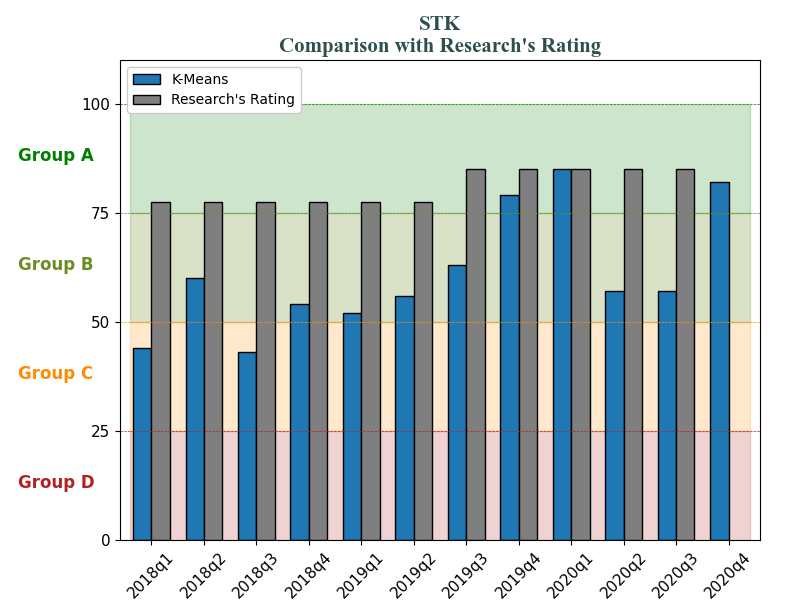 STK
Comparison with Research's Rating
K-Means
Research's Rating
100
Group A
75
Group B
50
Group C
25
Group D
0
2018q1
2018q2
2018q3
2018q4
2019q1
2019q2
2019q3
2019q4
2020q1
2020q2
2020q3
2020q4